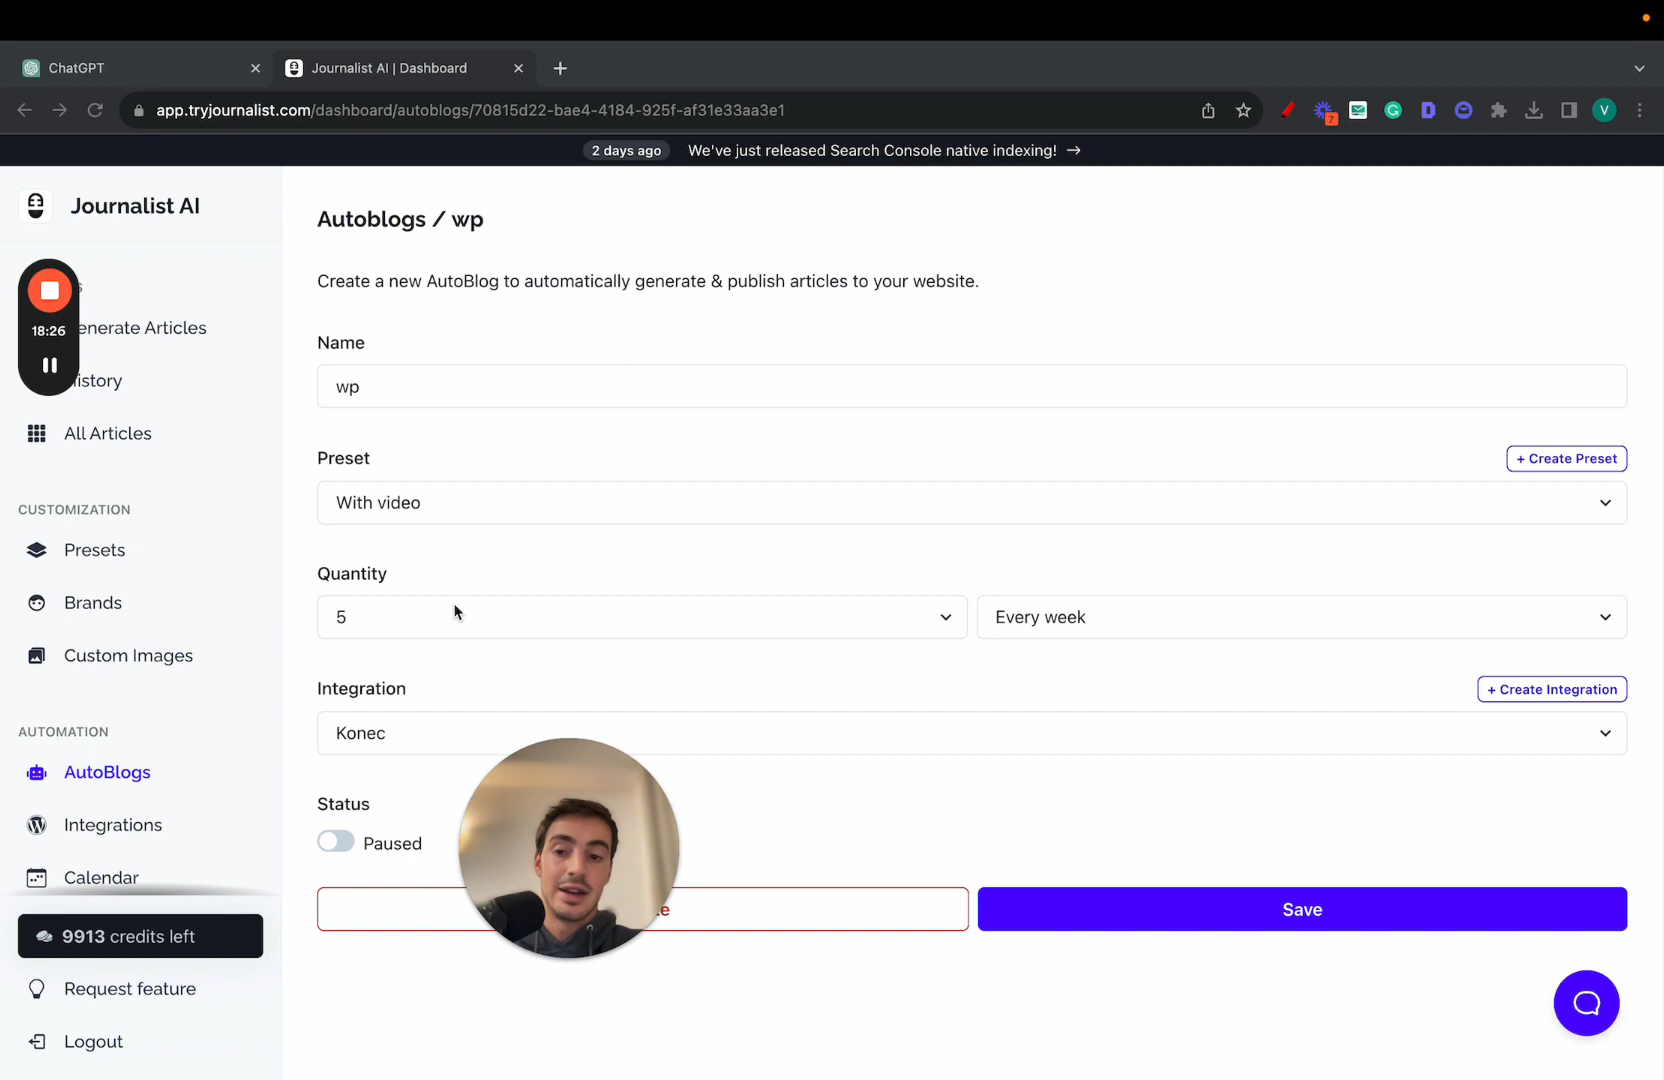 ChatGPT
Journalist AI | Dashboard
app.tryjournalist.com/dashboard/autoblogs/70815d22-bae4-4184-925f-af31e33aa3e1
7
V
2 days ago We've just released Search Console native indexing! →
Journalist AI
18:26
enerate Articles
istory
All Articles
CUSTOMIZATION
Presets
Brands
Custom Images
AUTOMATION
AutoBlogs
Integrations
Calendar
9913 credits left
Request feature
Logout
Autoblogs / wp
Create a new AutoBlog to automatically generate & publish articles to your website.
Name
wp
Preset
+ Create Preset
With video
Quantity
5
Every week
Integration
+ Create Integration
Konec
Status
Paused
Save